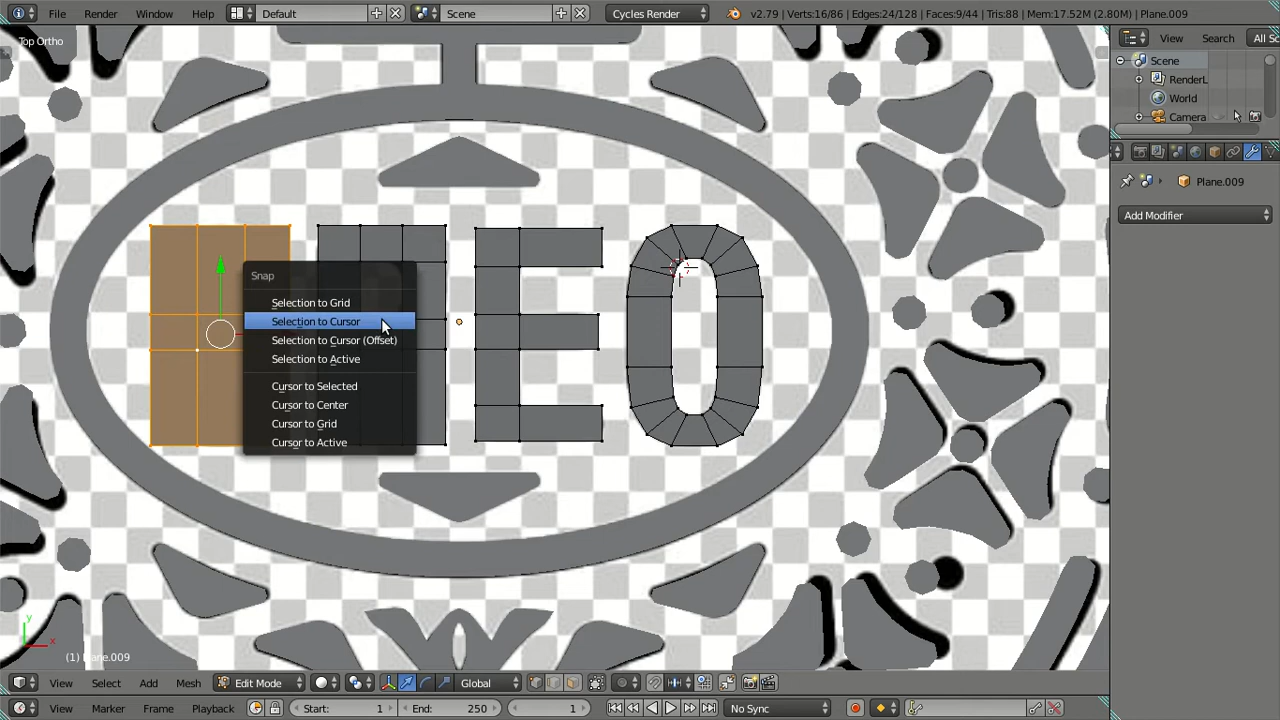 File Render Window Help Default Scene Cycles Render v2.79 | Verts:16/86 | Edges:24/128 | Faces:9/44 | Tris:88 | Mem:17.52M (2.80M) | Plane.009
Top Ortho
View Search All Sc
Scene
RenderL
World
Camera
Plane.009
Add Modifier
EO
Snap
Selection to Grid
Selection to Cursor
Selection to Cursor (Offset)
Selection to Active
Cursor to Selected
Cursor to Center
Cursor to Grid
Cursor to Active
y
x
View Select Add Mesh Edit Mode Global
View Marker Frame Playback Start: 1 End: 250 1 No Sync